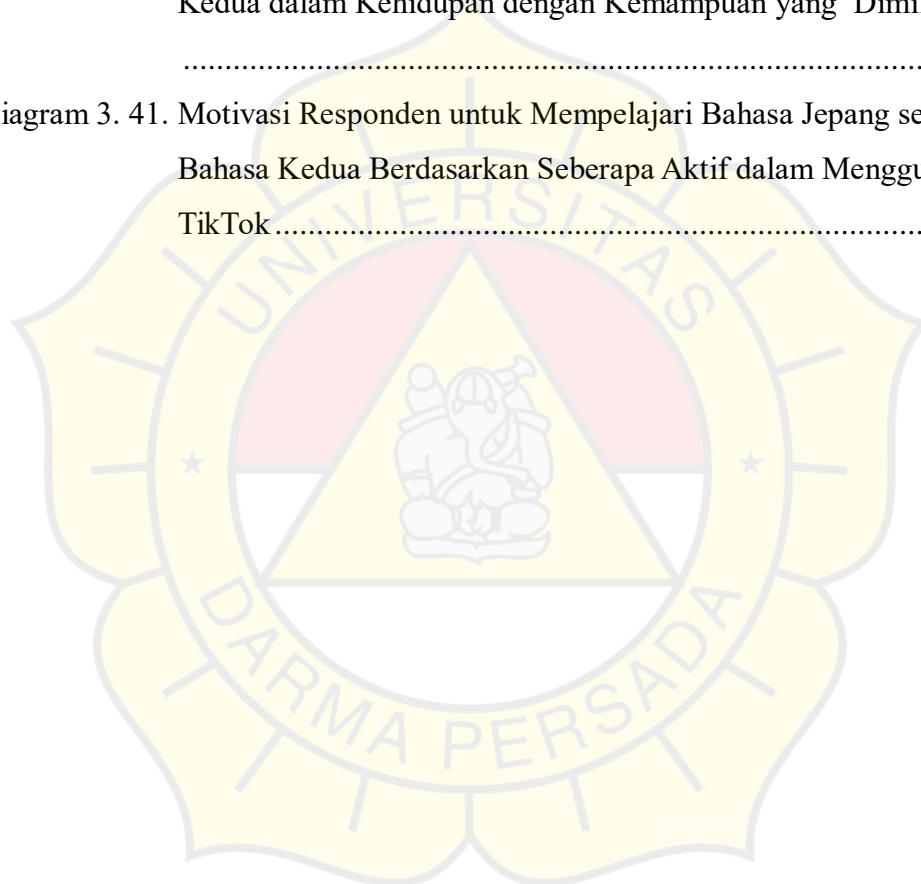 Kedua dalam Kehidupan dengan Kemampuan yang Dimi
................................................................................
iagram 3. 41. Motivasi Responden untuk Mempelajari Bahasa Jepang se
Bahasa Kedua Berdasarkan Seberapa Aktif dalam Menggu
TikTok................................................................................
UNIVERSITAS
DARMA PERSADA